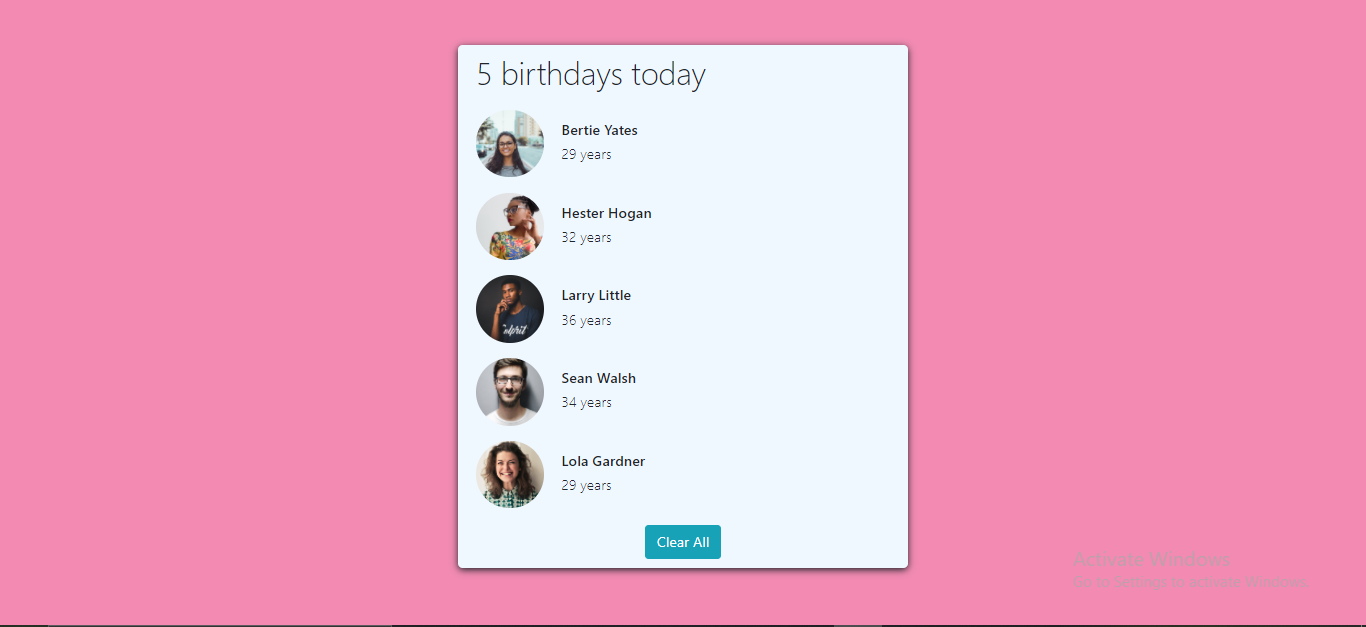 5 birthdays today
Bertie Yates
29 years
Hester Hogan
32 years
Larry Little
36 years
Sean Walsh
34 years
Lola Gardner
29 years
Clear All
Activate Windows
Go to Settings to activate Windows.